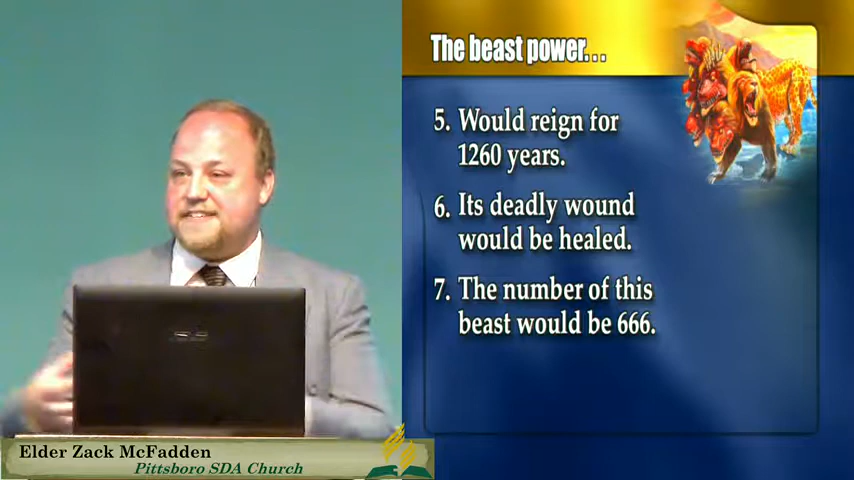 The beast power. . .
5. Would reign for
1260 years.
6. Its deadly wound
would be healed.
7. The number of this
beast would be 666.
Elder Zack McFadden
Pittsboro SDA Church